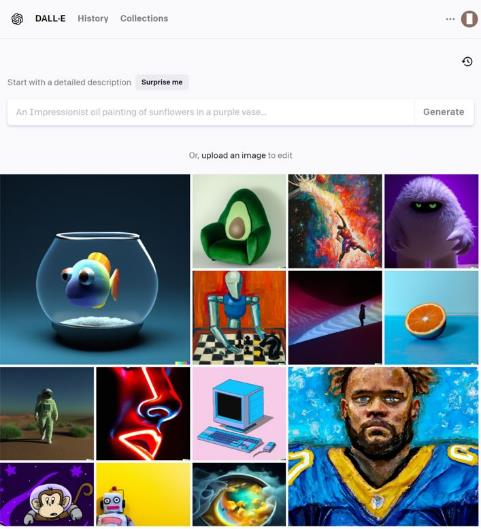 DALL·E History Collections
Start with a detailed description Surprise me
An Impressionist oil painting of sunflowers in a purple vase... Generate
Or, upload an image to edit